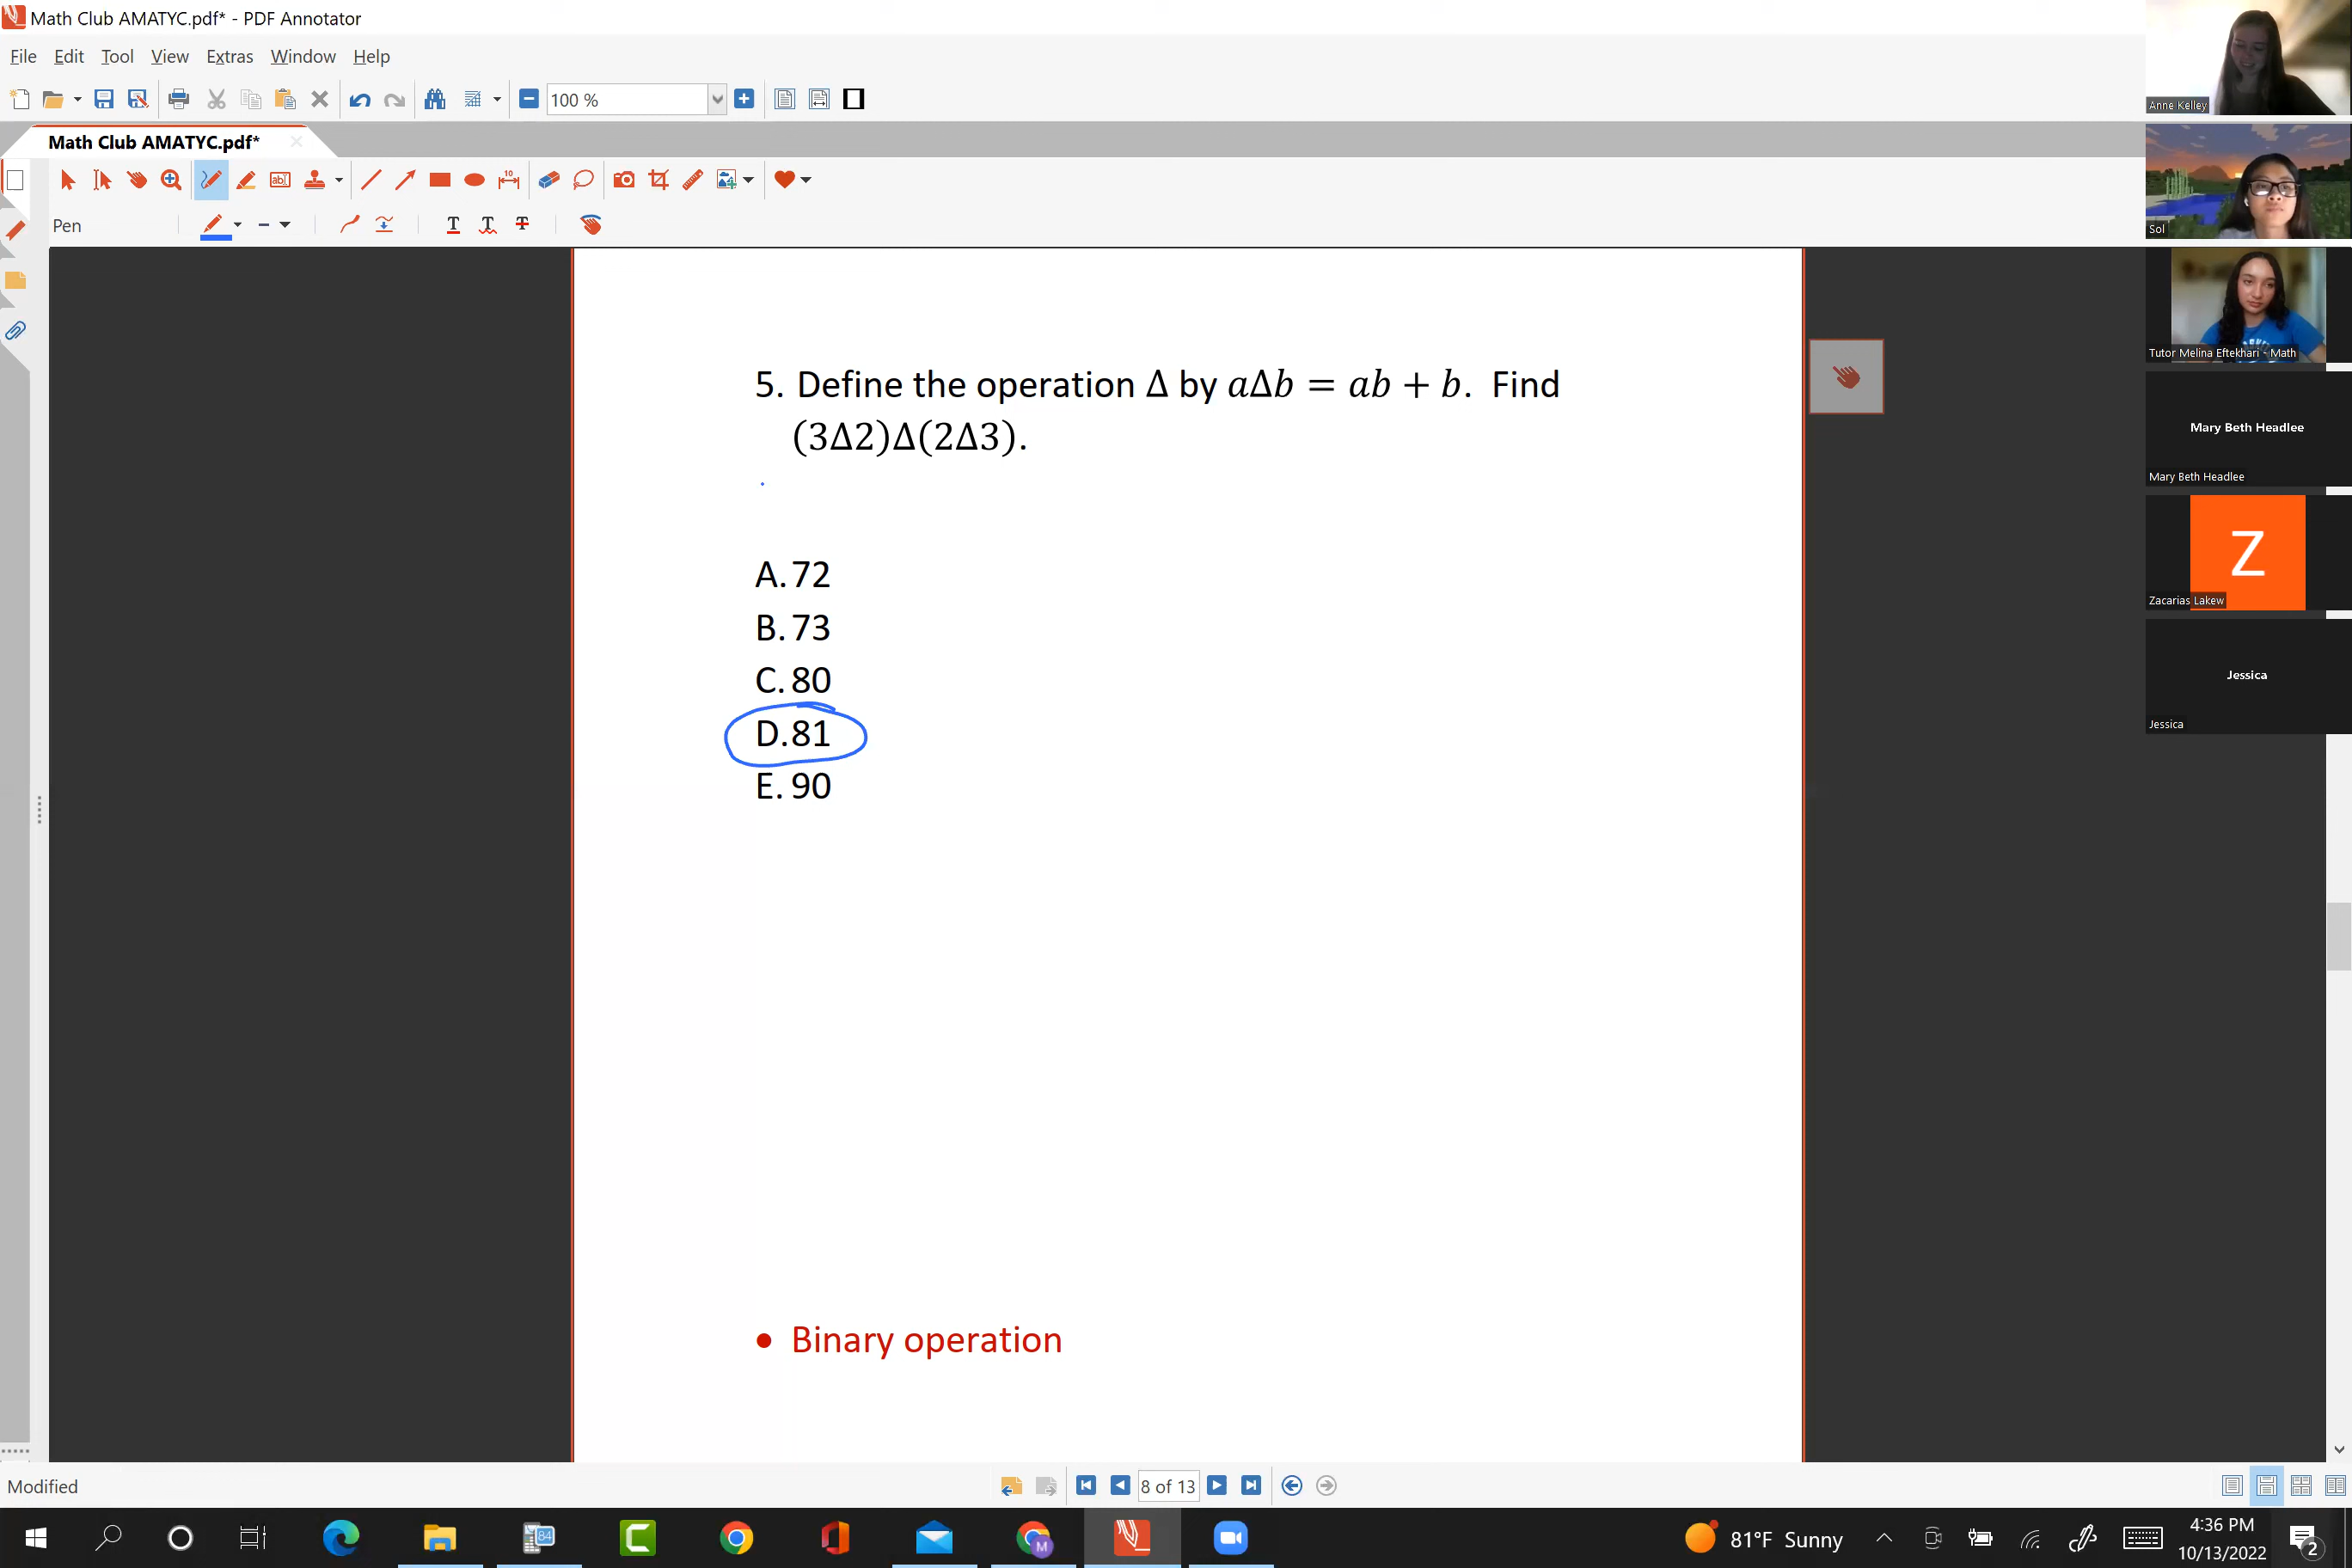 Math Club AMATYC.pdf* - PDF Annotator
File Edit Tool View Extras Window Help
100 %
Math Club AMATYC.pdf*
Pen
5. Define the operation Δ by aΔb = ab + b. Find
(3Δ2)Δ(2Δ3).
A. 72
B. 73
C. 80
D. 81
E. 90
• Binary operation
Anne Kelley
Sol
Tutor Melina Eftekhari - Math
Mary Beth Headlee
Mary Beth Headlee
Z
Zacarias Lakew
Jessica
Jessica
Modified
8 of 13
84
M
81°F Sunny
4:36 PM
10/13/2022
2